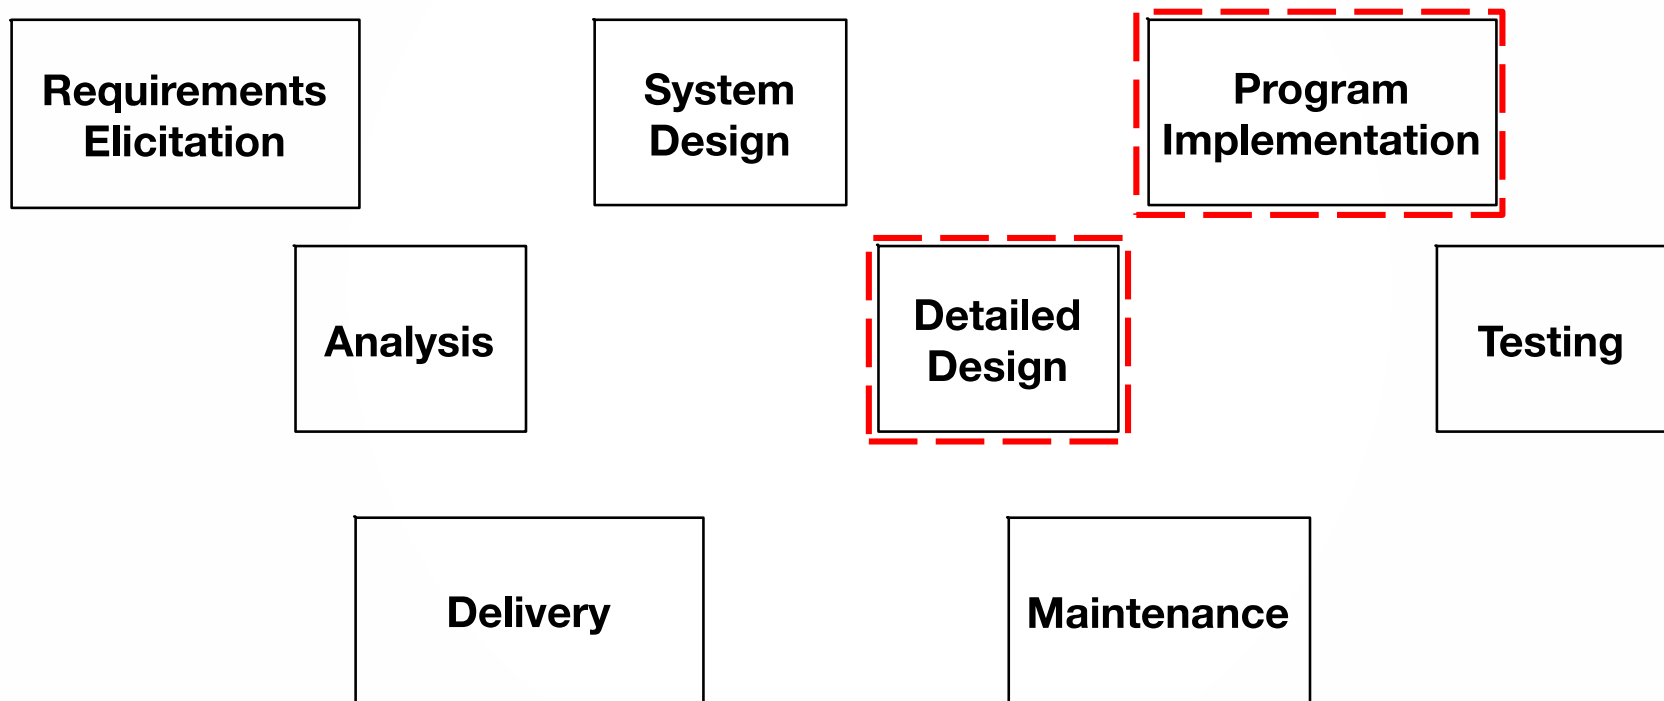 Requirements
Elicitation
System
Design
Program
Implementation
Analysis
Detailed
Design
Testing
Delivery
Maintenance